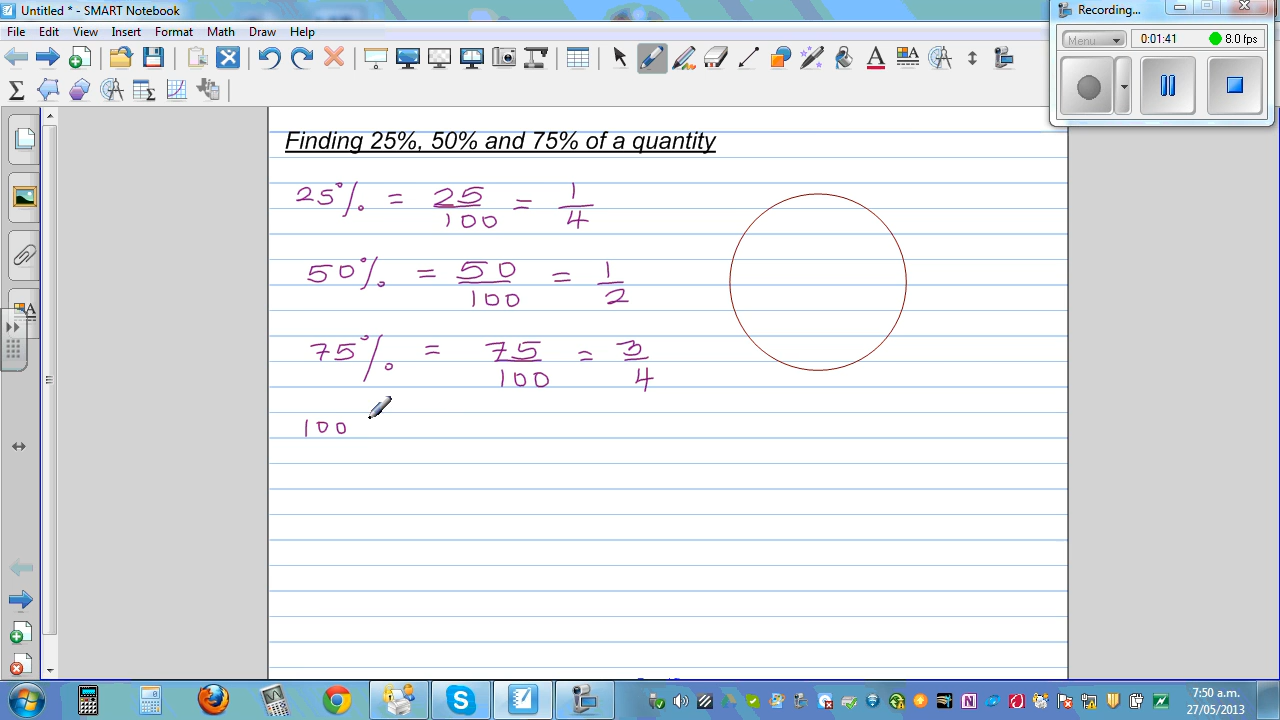 Untitled * - SMART Notebook
Recording...
File Edit View Insert Format Math Draw Help
Menu 0:01:41 8.0 fps
Finding 25%, 50% and 75% of a quantity
25% = 25/100 = 1/4
50% = 50/100 = 1/2
75% = 75/100 = 3/4
100
7:50 a.m.
27/05/2013